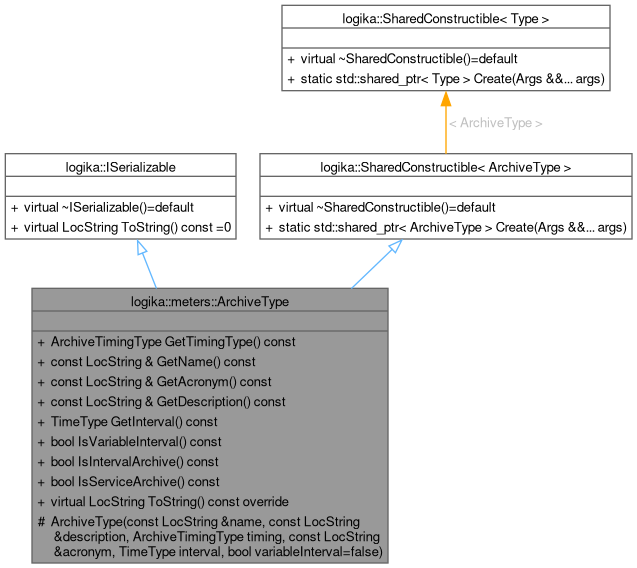 logika::SharedConstructible< Type >
+ virtual ~SharedConstructible()=default
+ static std::shared_ptr< Type > Create(Args &&... args)
< ArchiveType >
logika::ISerializable
+ virtual ~ISerializable()=default
+ virtual LocString ToString() const =0
logika::SharedConstructible< ArchiveType >
+ virtual ~SharedConstructible()=default
+ static std::shared_ptr< ArchiveType > Create(Args &&... args)
logika::meters::ArchiveType
+ ArchiveTimingType GetTimingType() const
+ const LocString & GetName() const
+ const LocString & GetAcronym() const
+ const LocString & GetDescription() const
+ TimeType GetInterval() const
+ bool IsVariableInterval() const
+ bool IsIntervalArchive() const
+ bool IsServiceArchive() const
+ virtual LocString ToString() const override
# ArchiveType(const LocString &name, const LocString
&description, ArchiveTimingType timing, const LocString
&acronym, TimeType interval, bool variableInterval=false)